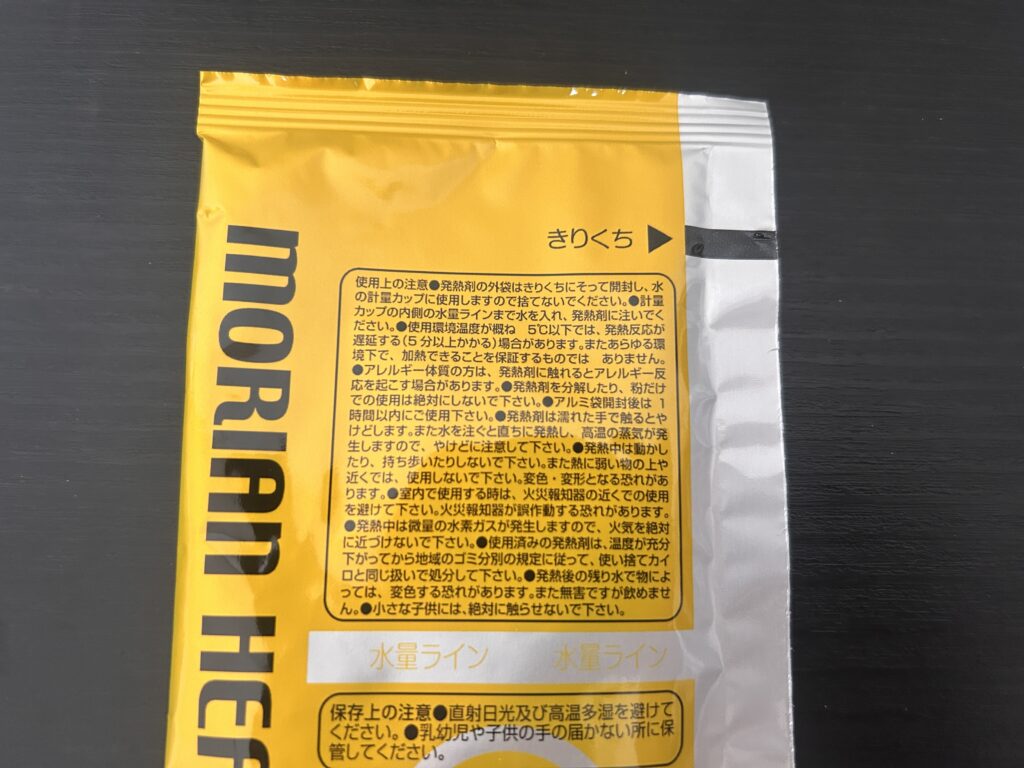 MORIAN HEA
きりくち ▶
使用上の注意●発熱剤の外袋はきりくちにそって開封し、水
の計量カップに使用しますので捨てないでください。●計量
カップの内側の水量ラインまで水を入れ、発熱剤に注いでく
ださい。●使用環境温度が概ね 5℃以下では、発熱反応が
遅延する(5分以上かかる)場合があります。またあらゆる環
境下で、加熱できることを保証するものでは ありません。
●アレルギー体質の方は、発熱剤に触れるとアレルギー反
応を起こす場合があります。●発熱剤を分解したり、粉だけ
での使用は絶対にしないで下さい。●アルミ袋開封後は 1
時間以内にご使用下さい。●発熱剤は濡れた手で触るとや
けどします。また水を注ぐと直ちに発熱し、高温の蒸気が発
生しますので、やけどに注意して下さい。●発熱中は動かし
たり、持ち歩いたりしないで下さい。また熱に弱い物の上や
近くでは、使用しないで下さい。変色・変形となる恐れがあ
ります。●室内で使用する時は、火災報知器の近くでの使用
を避けて下さい。火災報知器が誤作動する恐れがあります。
●発熱中は微量の水素ガスが発生しますので、火気を絶対
に近づけないで下さい。●使用済みの発熱剤は、温度が充分
下がってから地域のゴミ分別の規定に従って、使い捨てカイ
ロと同じ扱いで処分して下さい。●発熱後の残り水で物によ
っては、変色する恐れがあります。また無害ですが飲めませ
ん。●小さな子供には、絶対に触らせないで下さい。
水量ライン 水量ライン
保存上の注意●直射日光及び高温多湿を避けて
ください。●乳幼児や子供の手の届かない所に保
管してください。